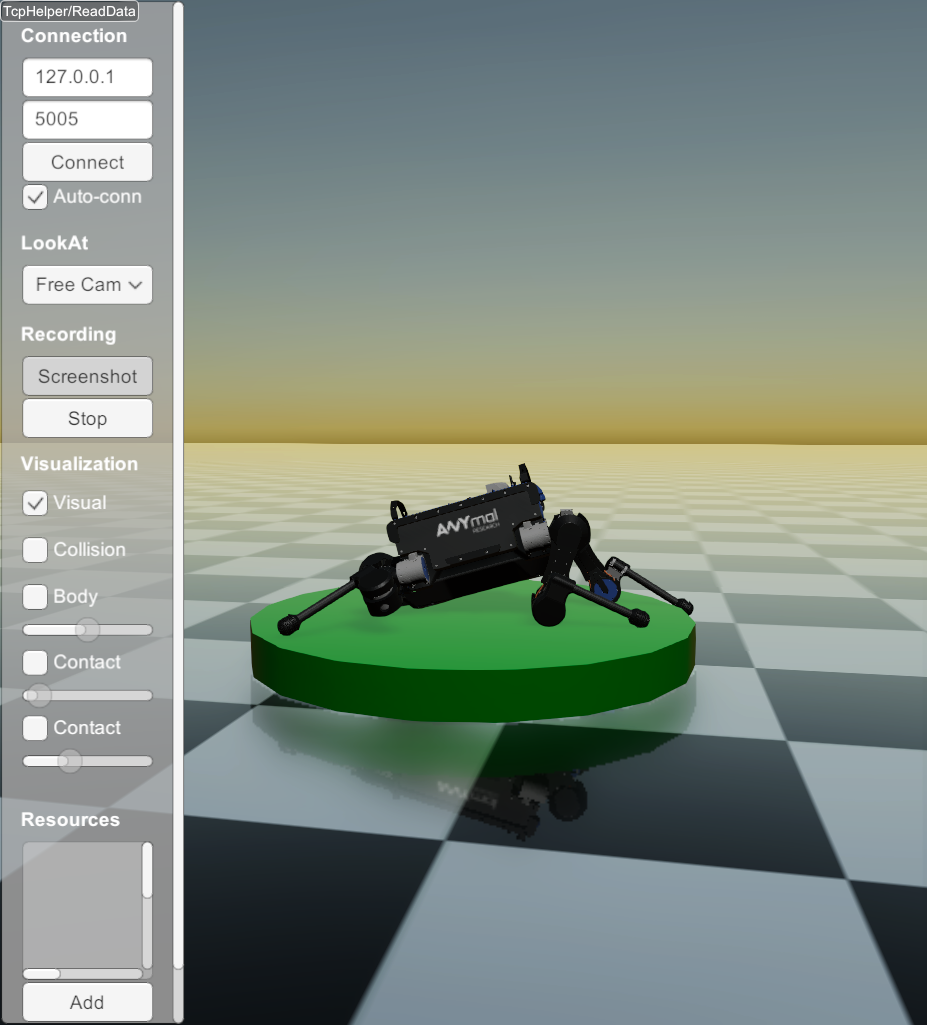 TcpHelper/ReadData
Connection
127.0.0.1
5005
Connect
Auto-conn
LookAt
Free Cam
Recording
Screenshot
Stop
Visualization
Visual
Collision
Body
Contact
Contact
Resources
Add
ANYmal
RESEARCH